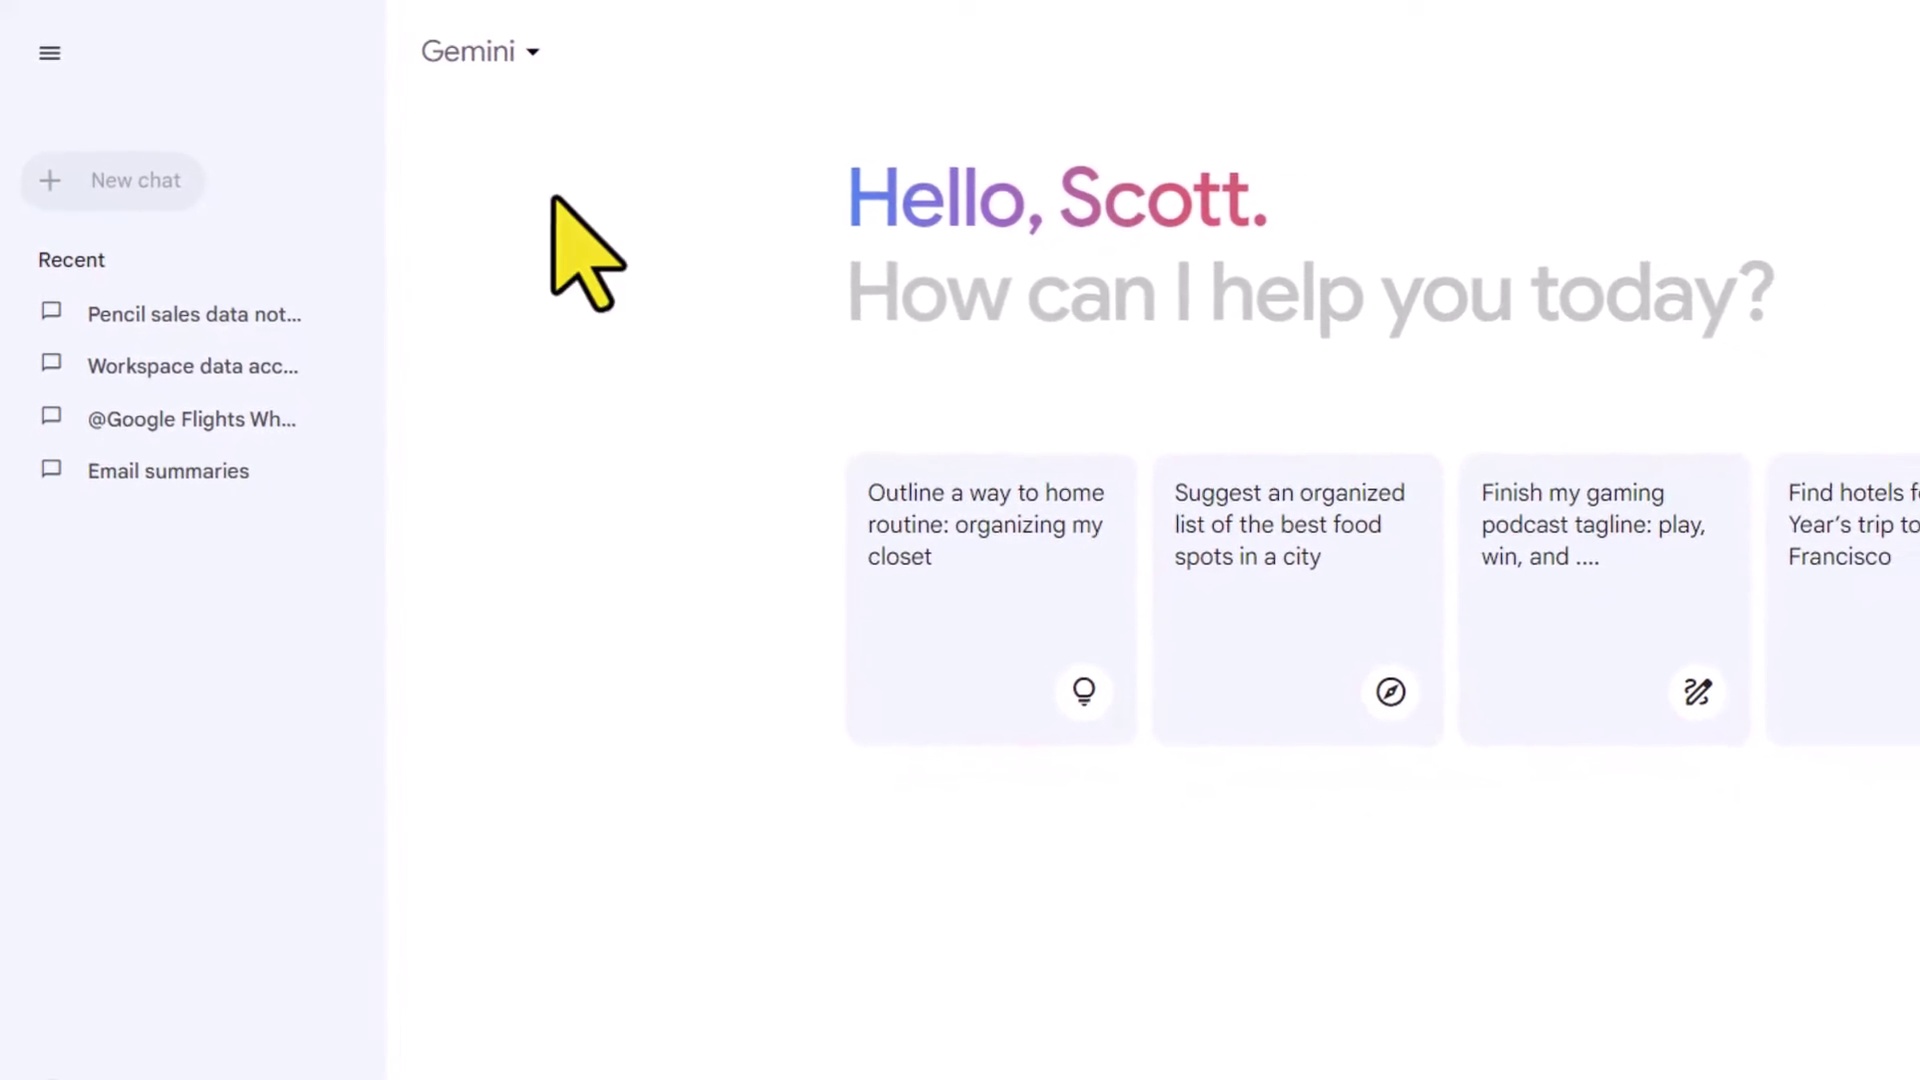 Gemini
New chat
Recent
Pencil sales data not...
Workspace data acc...
@Google Flights Wh...
Email summaries
Hello, Scott.
How can I help you today?
Outline a way to home
routine: organizing my
closet
Suggest an organized
list of the best food
spots in a city
Finish my gaming
podcast tagline: play,
win, and ....
Find hotels
Year's trip to
Francisco